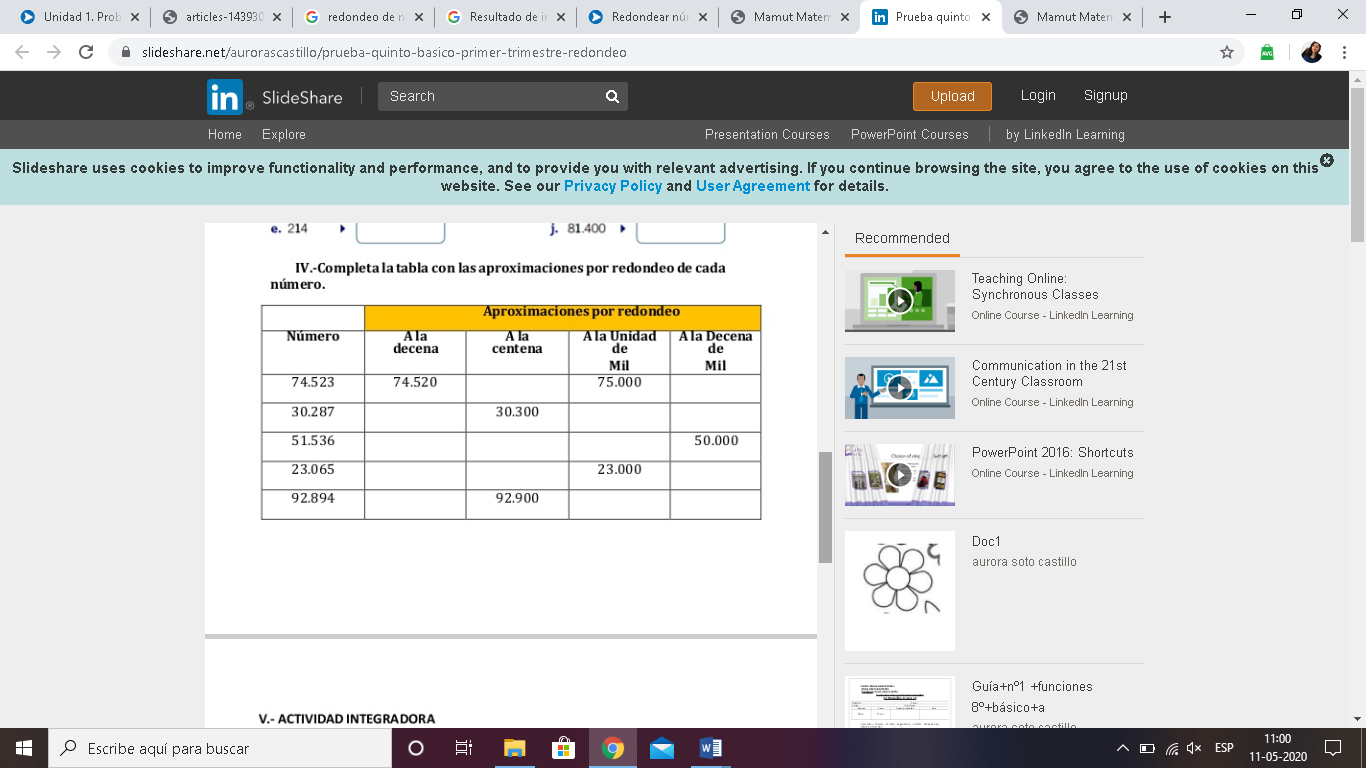 Unidad 1. Prob
articles-143930
redondeo de n
Resultado de in
Redondear núr
Mamut Matem
Prueba quinto
Mamut Matem
slideshare.net/aurorascastillo/prueba-quinto-basico-primer-trimestre-redondeo
in SlideShare
Search
Upload
Login
Signup
Home
Explore
Presentation Courses
PowerPoint Courses
by LinkedIn Learning
Slideshare uses cookies to improve functionality and performance, and to provide you with relevant advertising. If you continue browsing the site, you agree to the use of cookies on this
website. See our Privacy Policy and User Agreement for details.
e. 214
j. 81.400
IV.-Completa la tabla con las aproximaciones por redondeo de cada
número.
Aproximaciones por redondeo
Número A la decena A la centena A la Unidad de Mil A la Decena de Mil
74.523 74.520 75.000
30.287 30.300
51.536 50.000
23.065 23.000
92.894 92.900
V.- ACTIVIDAD INTEGRADORA
Recommended
Teaching Online:
Synchronous Classes
Online Course - LinkedIn Learning
Communication in the 21st
Century Classroom
Online Course - LinkedIn Learning
PowerPoint 2016: Shortcuts
Online Course - LinkedIn Learning
Doc1
aurora soto castillo
Guía+nº1 +funciones
8º+básico+a
aurora soto castillo
Escribe aquí para buscar
ESP
11:00
11-05-2020